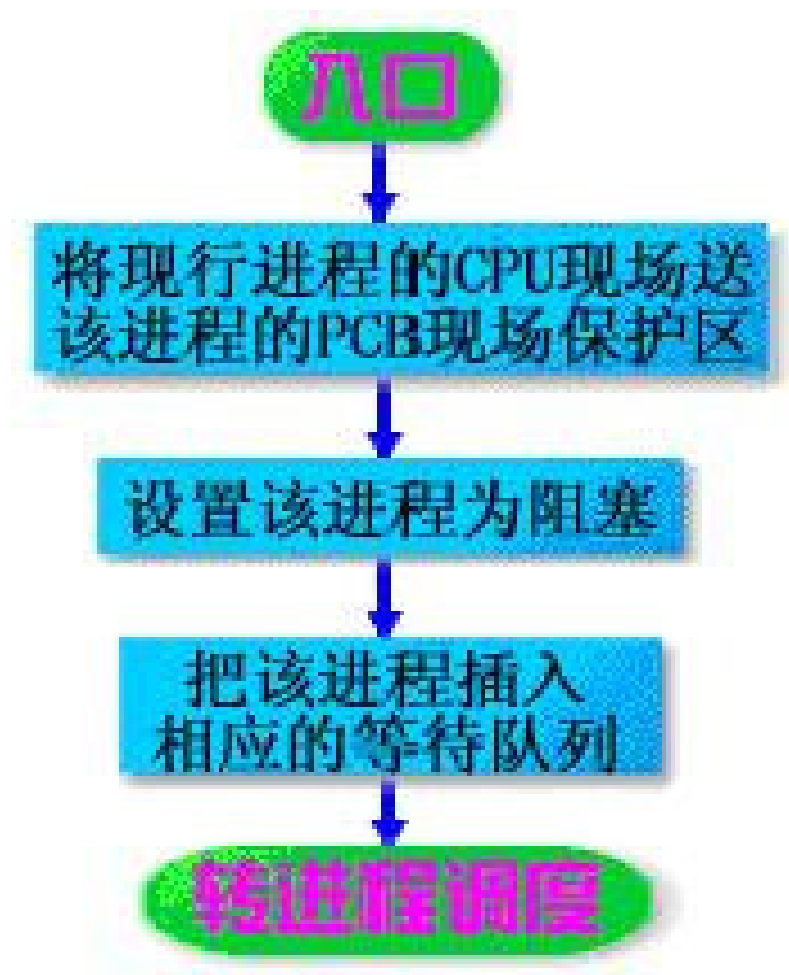 入口
将现行进程的CPU现场送
该进程的PCB现场保护区
设置该进程为阻塞
把该进程插入
相应的等待队列
转进程调度